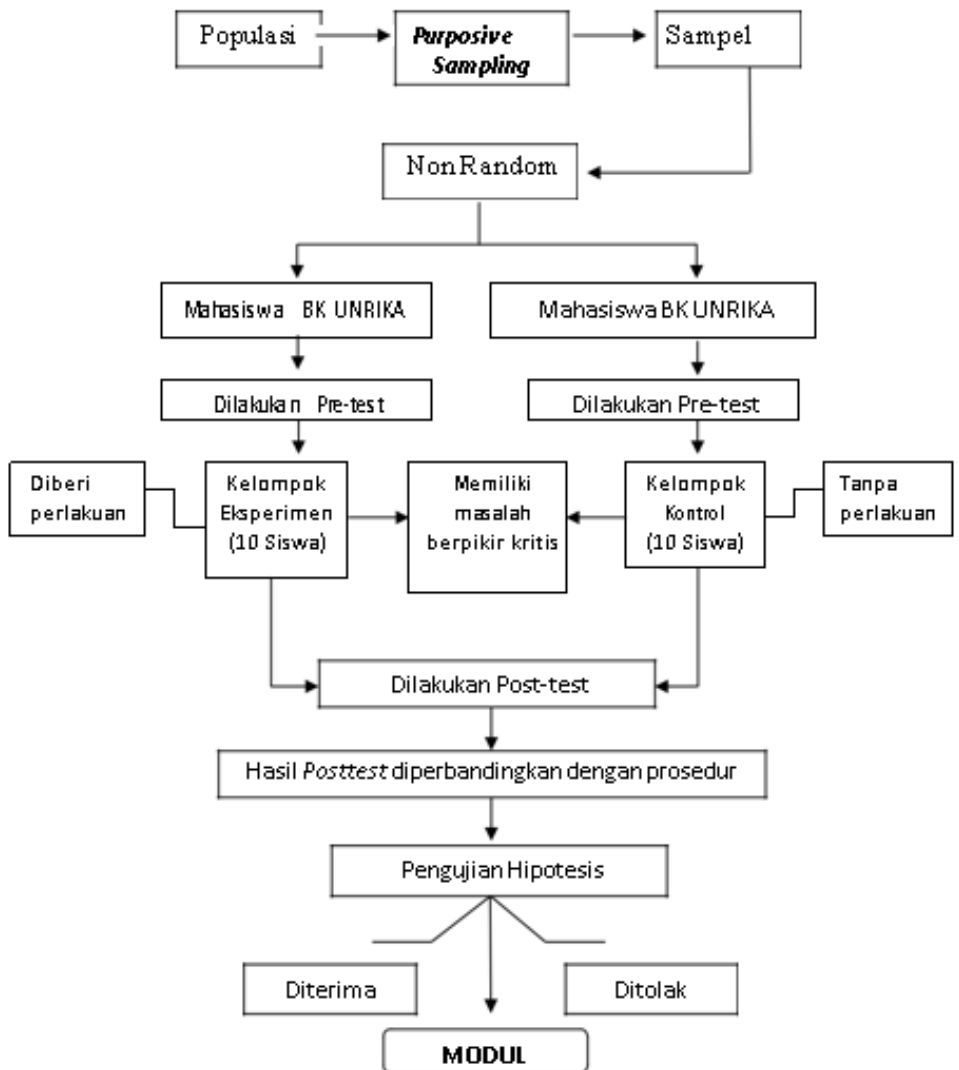 Populasi
Purposive
Sampling
Sampel
Non Random
Mahasiswa BK UNRIKA
Mahasiswa BK UNRIKA
Dilakukan Pre-test
Dilakukan Pre-test
Diberi
perlakuan
Kelompok
Eksperimen
(10 Siswa)
Memiliki
masalah
berpikir kritis
Kelompok
Kontrol
(10 Siswa)
Tanpa
perlakuan
Dilakukan Post-test
Hasil Posttest diperbandingkan dengan prosedur
Pengujian Hipotesis
Diterima
Ditolak
MODUL